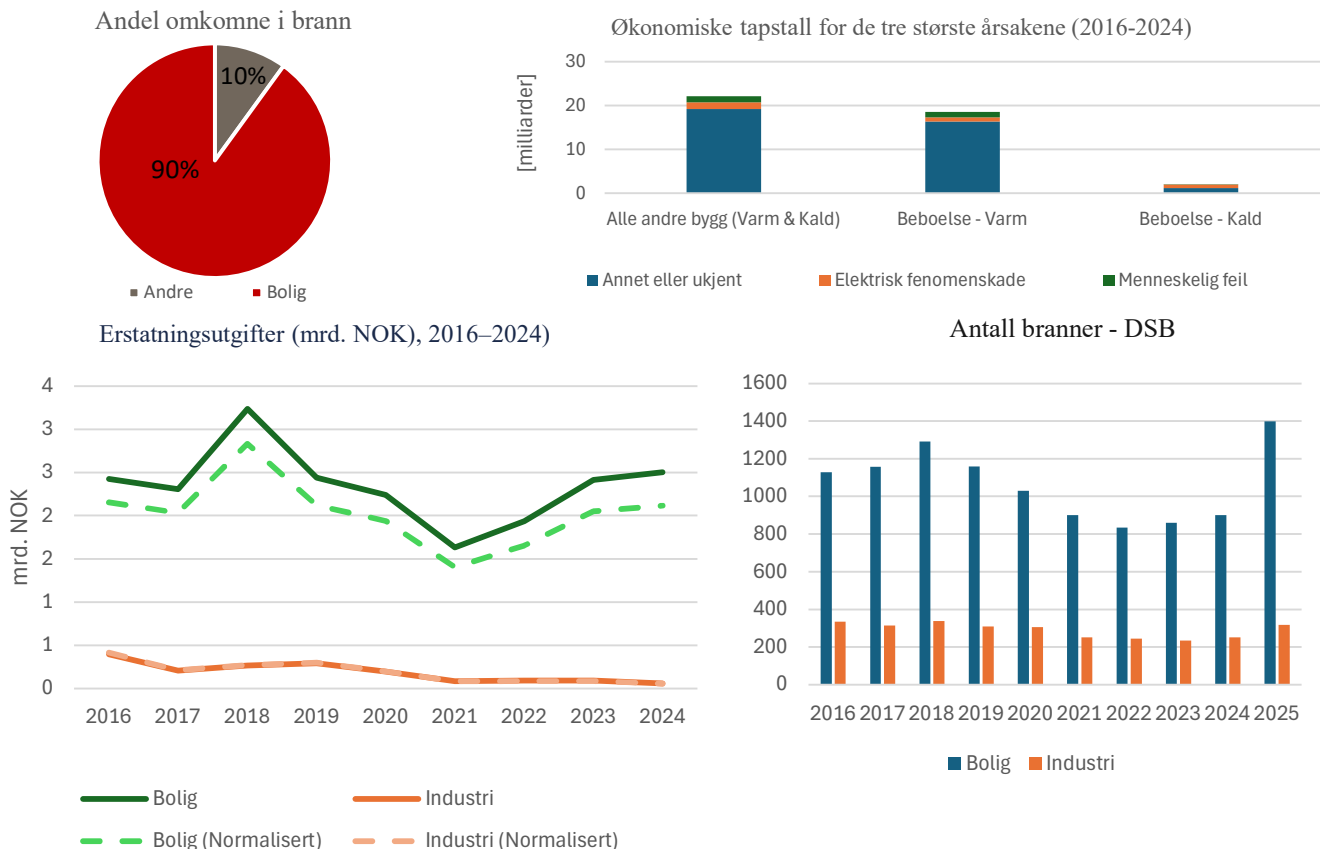 Andel omkomne i brann
10%
90%
Andre Bolig
Økonomiske tapstall for de tre største årsakene (2016-2024)
[milliarder]
30
20
10
0
Alle andre bygg (Varm & Kald) Beboelse - Varm Beboelse - Kald
Annet eller ukjent Elektrisk fenomenskade Menneskelig feil
Erstatningsutgifter (mrd. NOK), 2016–2024)
mrd. NOK
4
3
3
2
2
1
1
0
2016 2017 2018 2019 2020 2021 2022 2023 2024
Bolig Industri
Bolig (Normalisert) Industri (Normalisert)
Antall branner - DSB
1600
1400
1200
1000
800
600
400
200
0
2016 2017 2018 2019 2020 2021 2022 2023 2024 2025
Bolig Industri